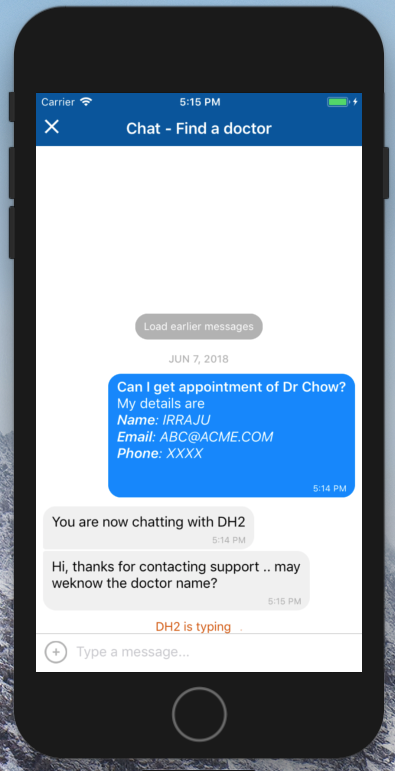 Carrier 5:15 PM
Chat - Find a doctor
Load earlier messages
JUN 7, 2018
Can I get appointment of Dr Chow?
My details are
Name: IRRAJU
Email: ABC@ACME.COM
Phone: XXXX
5:14 PM
You are now chatting with DH2
5:14 PM
Hi, thanks for contacting support .. may
weknow the doctor name?
5:15 PM
DH2 is typing .
Type a message...